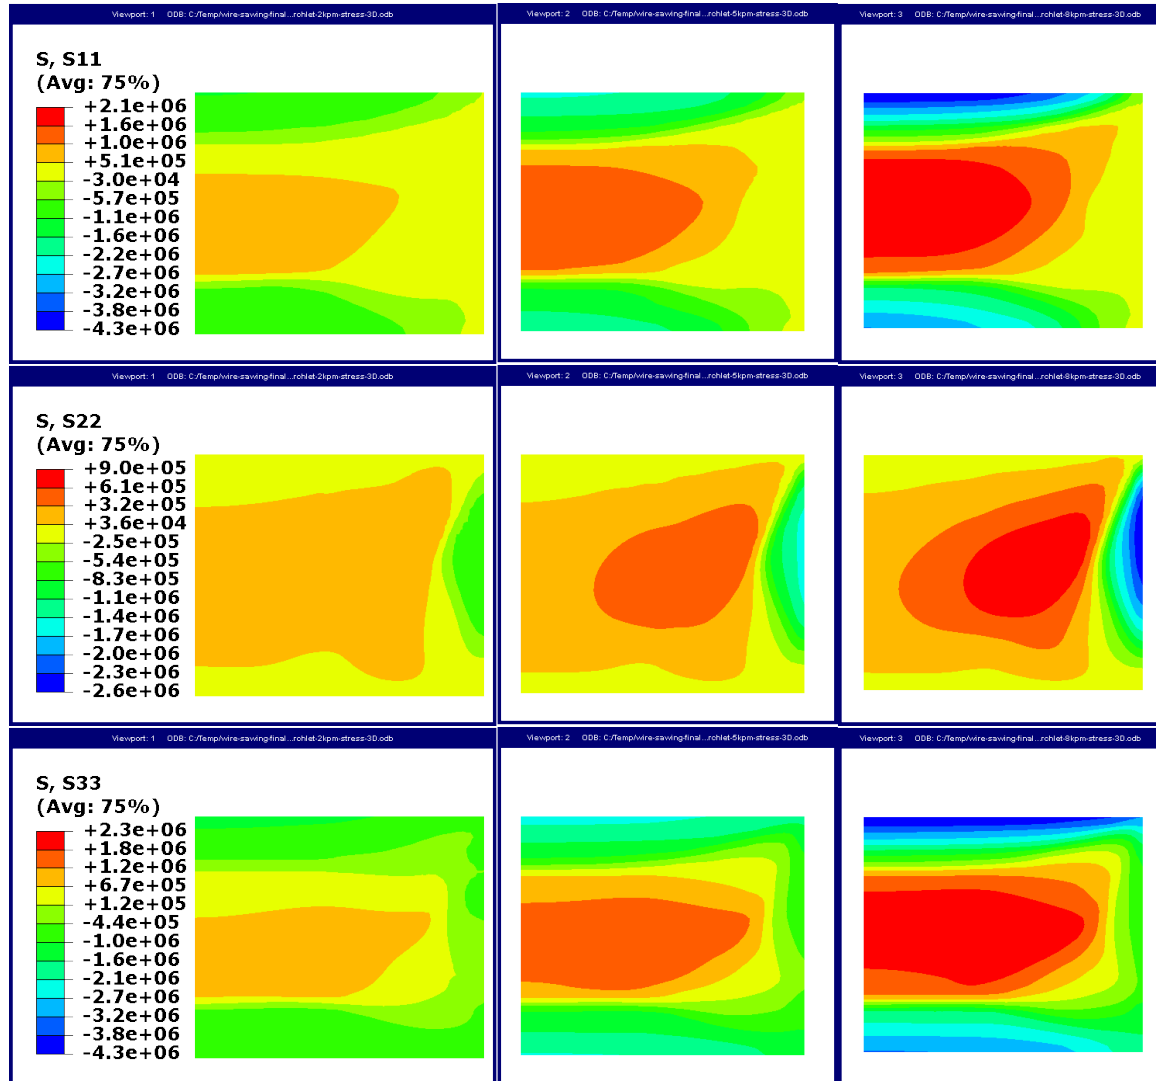 Viewport: 1 ODB: C:/Temp/wire-sawing-final...rchlet-2kpm-stress-3D.odb
Viewport: 2 ODB: C:/Temp/wire-sawing-final...rchlet-5kpm-stress-3D.odb
Viewport: 3 ODB: C:/Temp/wire-sawing-final...rchlet-8kpm-stress-3D.odb
S, S11
(Avg: 75%)
+2.1e+06
+1.6e+06
+1.0e+06
+5.1e+05
-3.0e+04
-5.7e+05
-1.1e+06
-1.6e+06
-2.2e+06
-2.7e+06
-3.2e+06
-3.8e+06
-4.3e+06
Viewport: 1 ODB: C:/Temp/wire-sawing-final...rchlet-2kpm-stress-3D.odb
Viewport: 2 ODB: C:/Temp/wire-sawing-final...rchlet-5kpm-stress-3D.odb
Viewport: 3 ODB: C:/Temp/wire-sawing-final...rchlet-8kpm-stress-3D.odb
S, S22
(Avg: 75%)
+9.0e+05
+6.1e+05
+3.2e+05
+3.6e+04
-2.5e+05
-5.4e+05
-8.3e+05
-1.1e+06
-1.4e+06
-1.7e+06
-2.0e+06
-2.3e+06
-2.6e+06
Viewport: 1 ODB: C:/Temp/wire-sawing-final...rchlet-2kpm-stress-3D.odb
Viewport: 2 ODB: C:/Temp/wire-sawing-final...rchlet-5kpm-stress-3D.odb
Viewport: 3 ODB: C:/Temp/wire-sawing-final...rchlet-8kpm-stress-3D.odb
S, S33
(Avg: 75%)
+2.3e+06
+1.8e+06
+1.2e+06
+6.7e+05
+1.2e+05
-4.4e+05
-1.0e+06
-1.6e+06
-2.1e+06
-2.7e+06
-3.2e+06
-3.8e+06
-4.3e+06